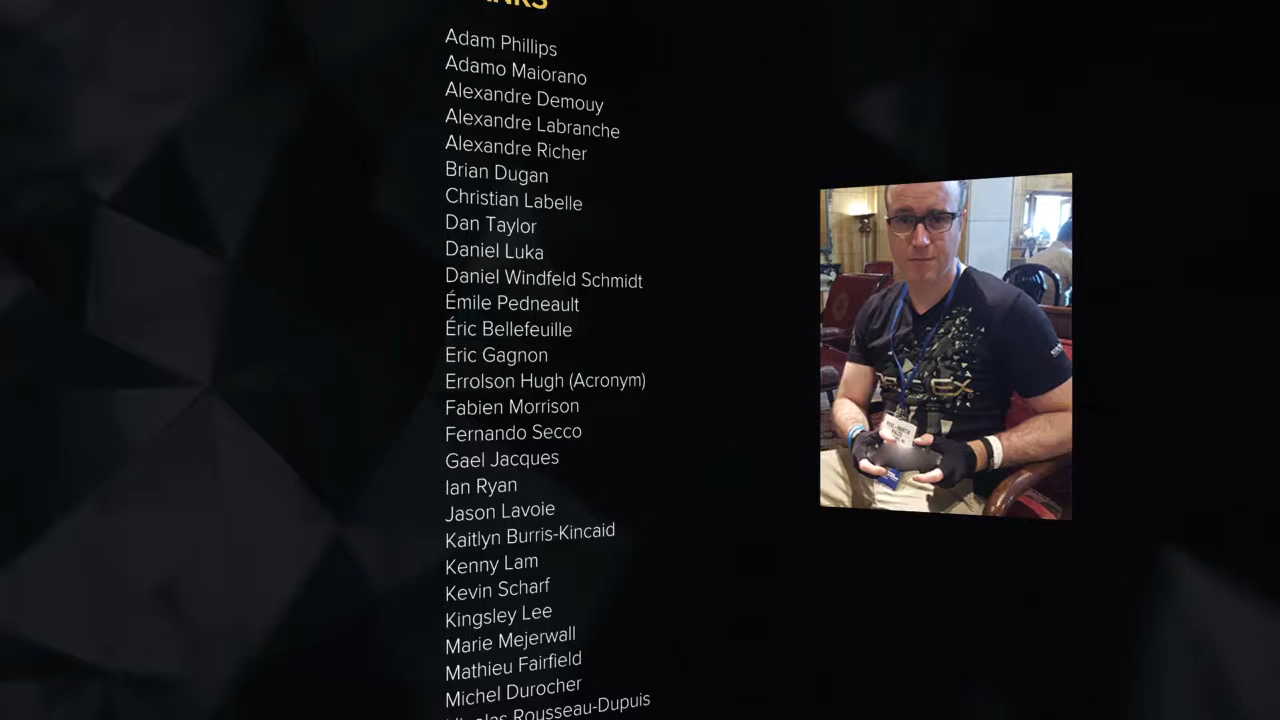 Adam Phillips
Adamo Maiorano
Alexandre Demouy
Alexandre Labranche
Alexandre Richer
Brian Dugan
Christian Labelle
Dan Taylor
Daniel Luka
Daniel Windfeld Schmidt
Émile Pedneault
Éric Bellefeuille
Eric Gagnon
Errolson Hugh (Acronym)
Fabien Morrison
Fernando Secco
Gael Jacques
Ian Ryan
Jason Lavoie
Kaitlyn Burris-Kincaid
Kenny Lam
Kevin Scharf
Kingsley Lee
Marie Mejerwall
Mathieu Fairfield
Michel Durocher
Rousseau-Dupuis